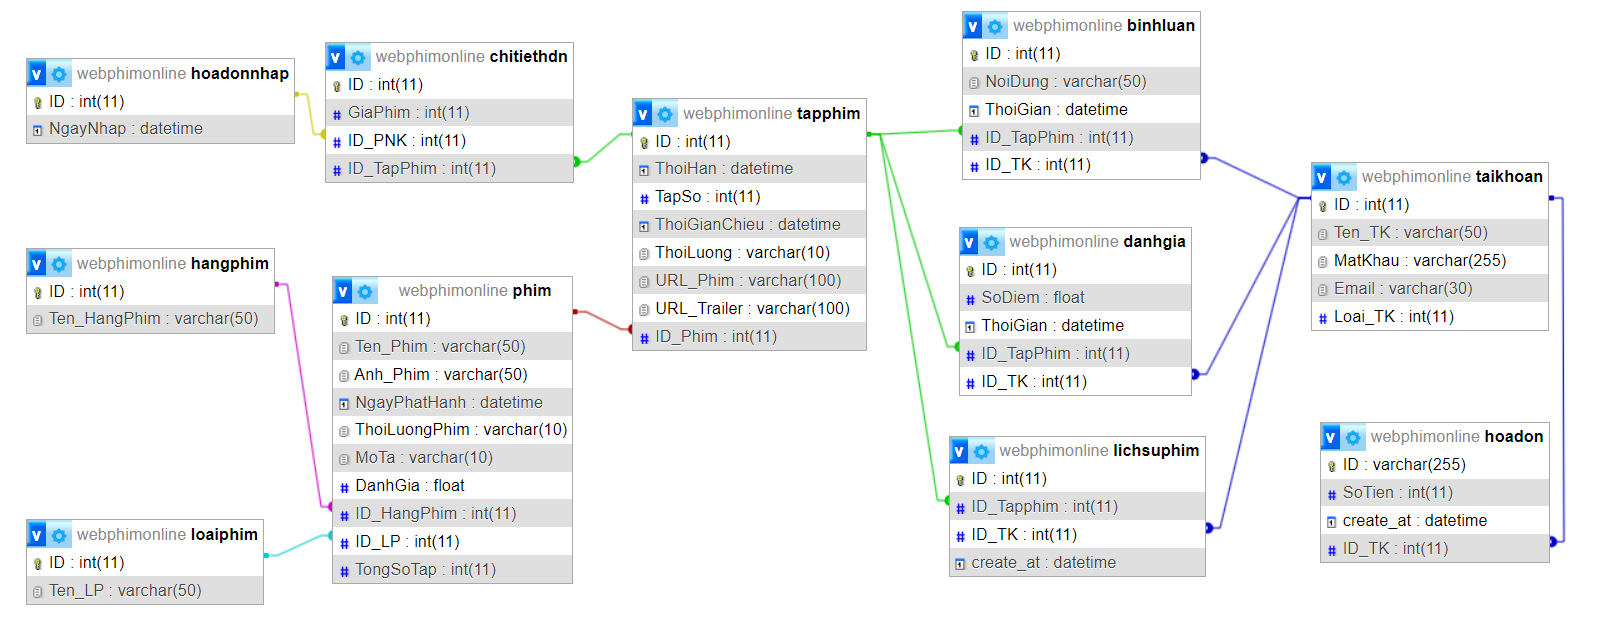 webphimonline hoadonnhap
ID : int(11)
NgayNhap : datetime
webphimonline chitiethdn
ID : int(11)
GiaPhim : int(11)
ID_PNK : int(11)
ID_TapPhim : int(11)
webphimonline hangphim
ID : int(11)
Ten_HangPhim : varchar(50)
webphimonline loaiphim
ID : int(11)
Ten_LP : varchar(50)
webphimonline phim
ID : int(11)
Ten_Phim : varchar(50)
Anh_Phim : varchar(50)
NgayPhatHanh : datetime
ThoiLuongPhim : varchar(10)
MoTa : varchar(10)
DanhGia : float
ID_HangPhim : int(11)
ID_LP : int(11)
TongSoTap : int(11)
webphimonline tapphim
ID : int(11)
ThoiHan : datetime
TapSo : int(11)
ThoiGianChieu : datetime
ThoiLuong : varchar(10)
URL_Phim : varchar(100)
URL_Trailer : varchar(100)
ID_Phim : int(11)
webphimonline binhluan
ID : int(11)
NoiDung : varchar(50)
ThoiGian : datetime
ID_TapPhim : int(11)
ID_TK : int(11)
webphimonline danhgia
ID : int(11)
SoDiem : float
ThoiGian : datetime
ID_TapPhim : int(11)
ID_TK : int(11)
webphimonline lichsuphim
ID : int(11)
ID_Tapphim : int(11)
ID_TK : int(11)
create_at : datetime
webphimonline taikhoan
ID : int(11)
Ten_TK : varchar(50)
MatKhau : varchar(255)
Email : varchar(30)
Loai_TK : int(11)
webphimonline hoadon
ID : varchar(255)
SoTien : int(11)
create_at : datetime
ID_TK : int(11)